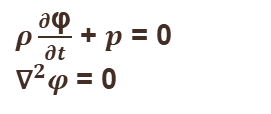 ρ ∂φ/∂t + p = 0
∇²φ = 0